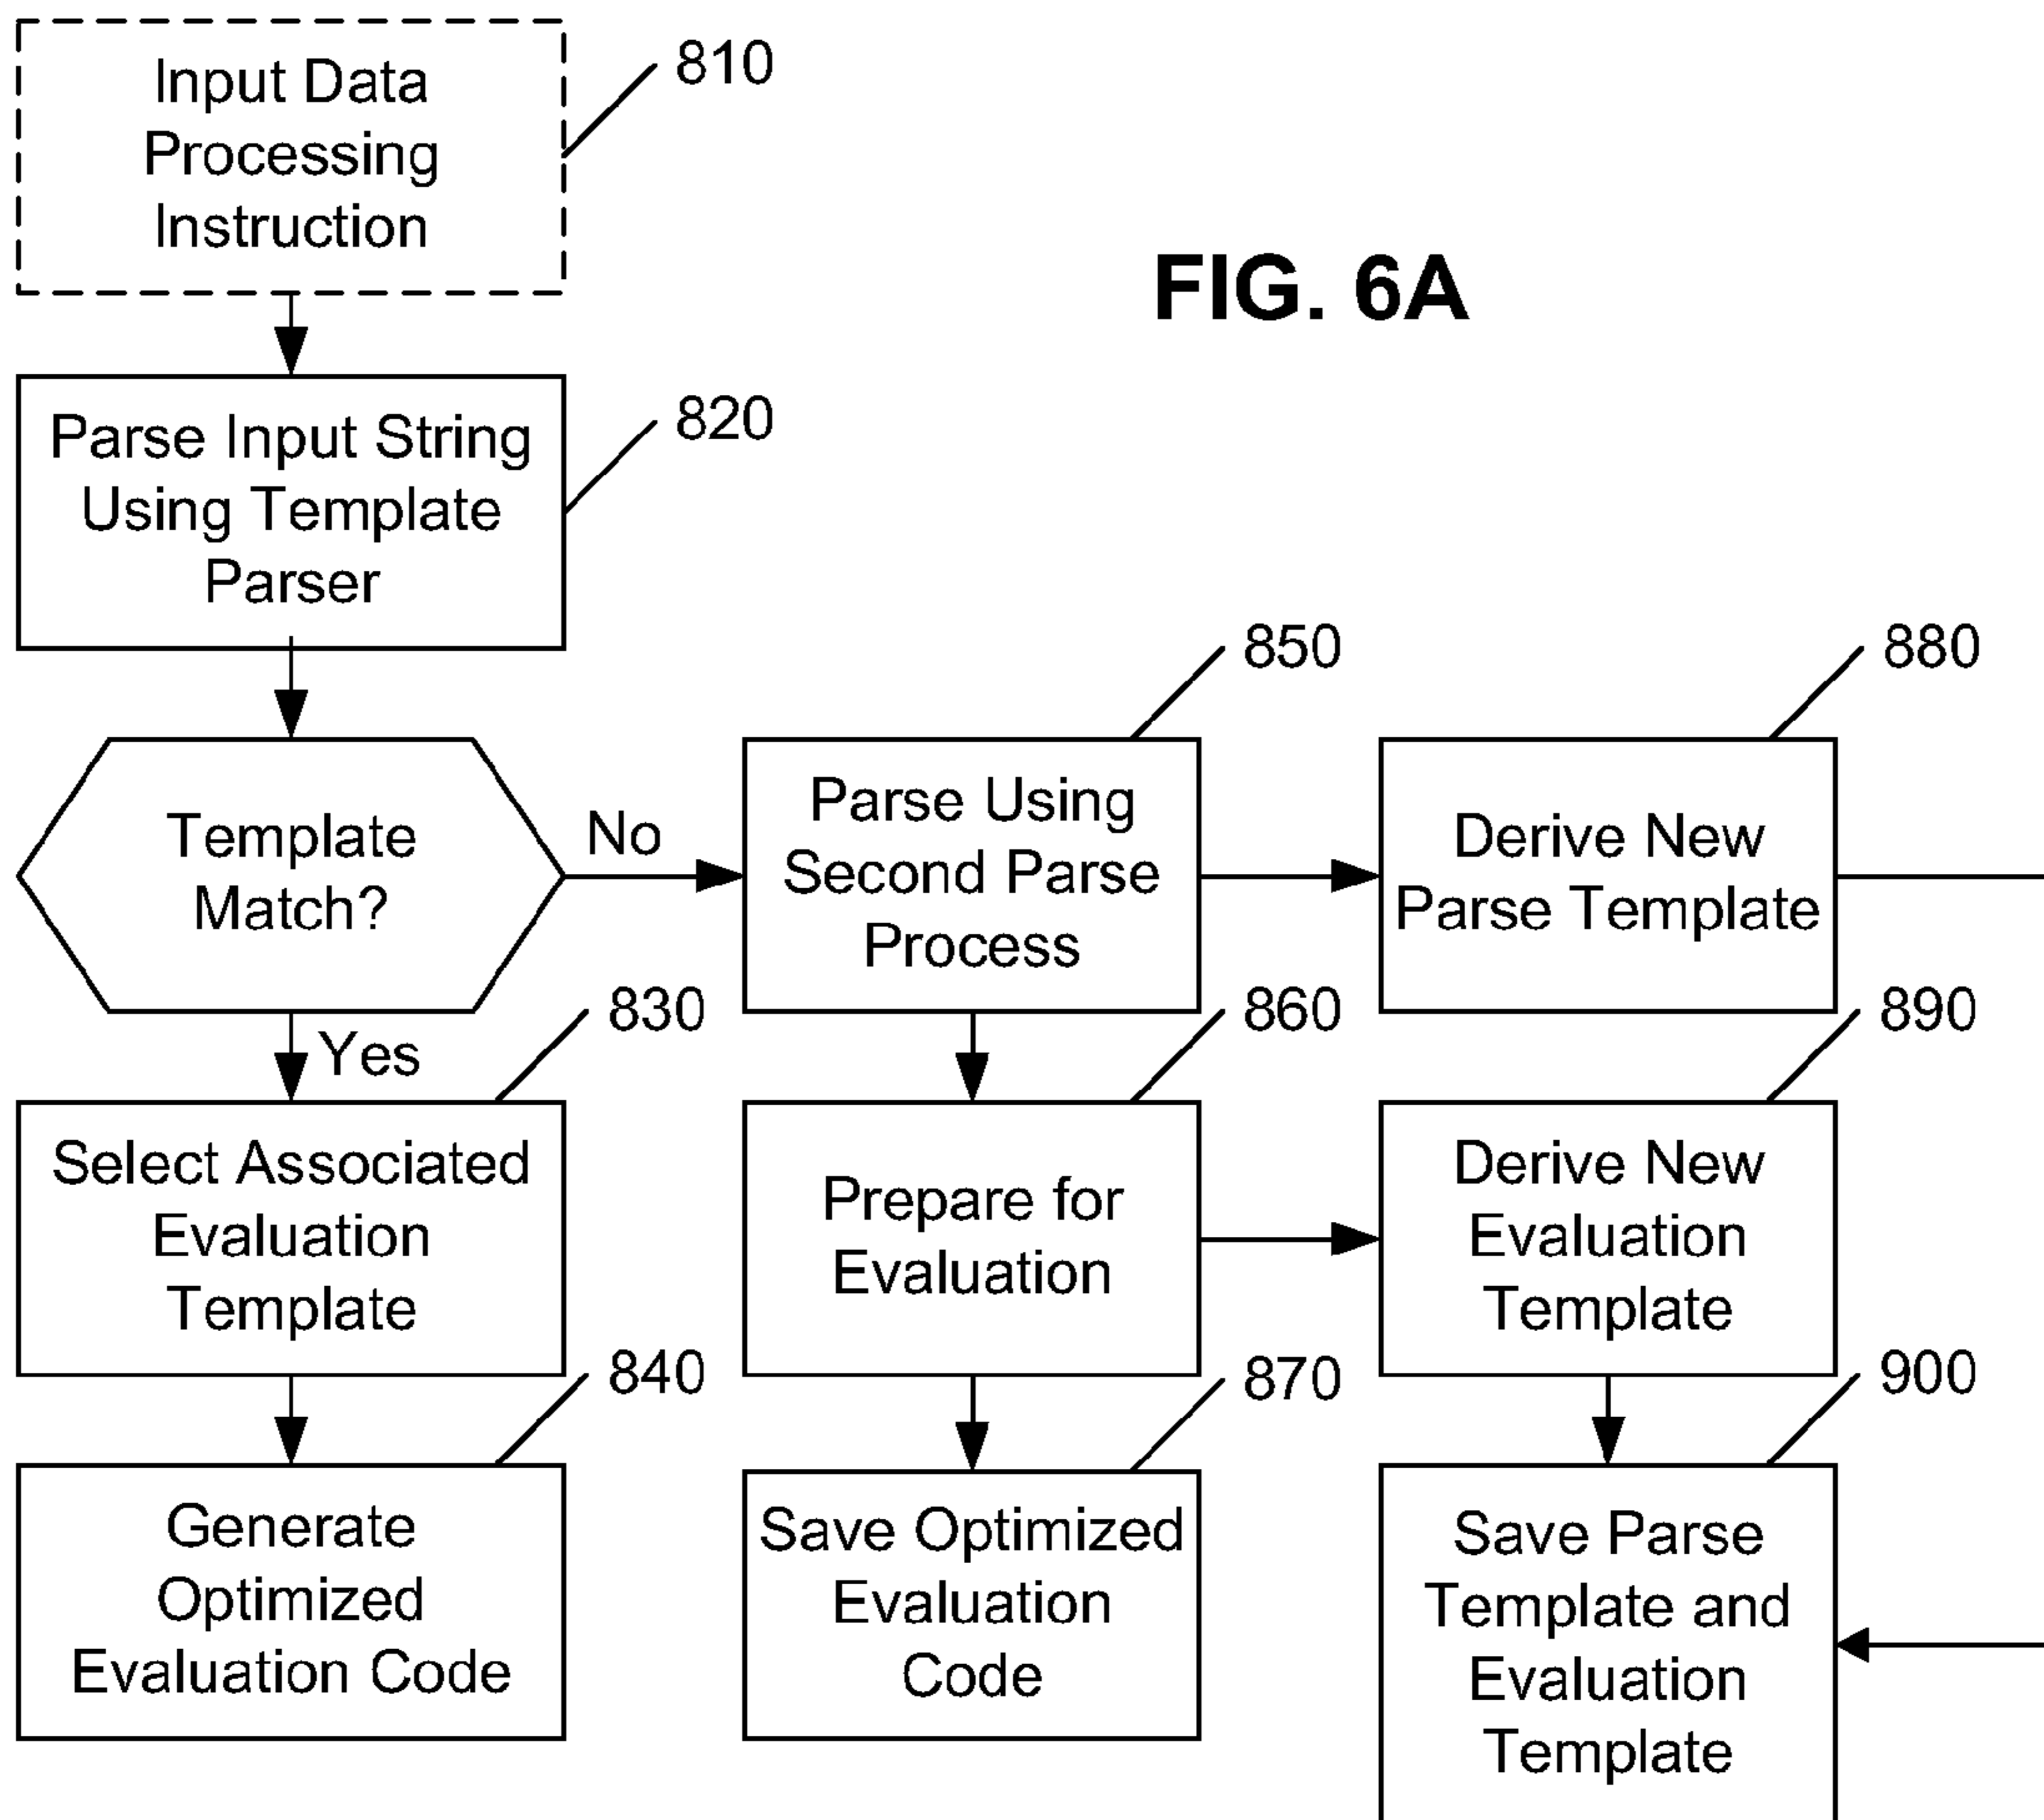 Input Data
Processing
Instruction
810
FIG. 6A
Parse Input String
Using Template
Parser
820
Template
Match?
No
Yes
Parse Using
Second Parse
Process
850
Derive New
Parse Template
880
Select Associated
Evaluation
Template
830
Prepare for
Evaluation
860
Derive New
Evaluation
Template
890
Generate
Optimized
Evaluation Code
840
Save Optimized
Evaluation
Code
870
Save Parse
Template and
Evaluation
Template
900